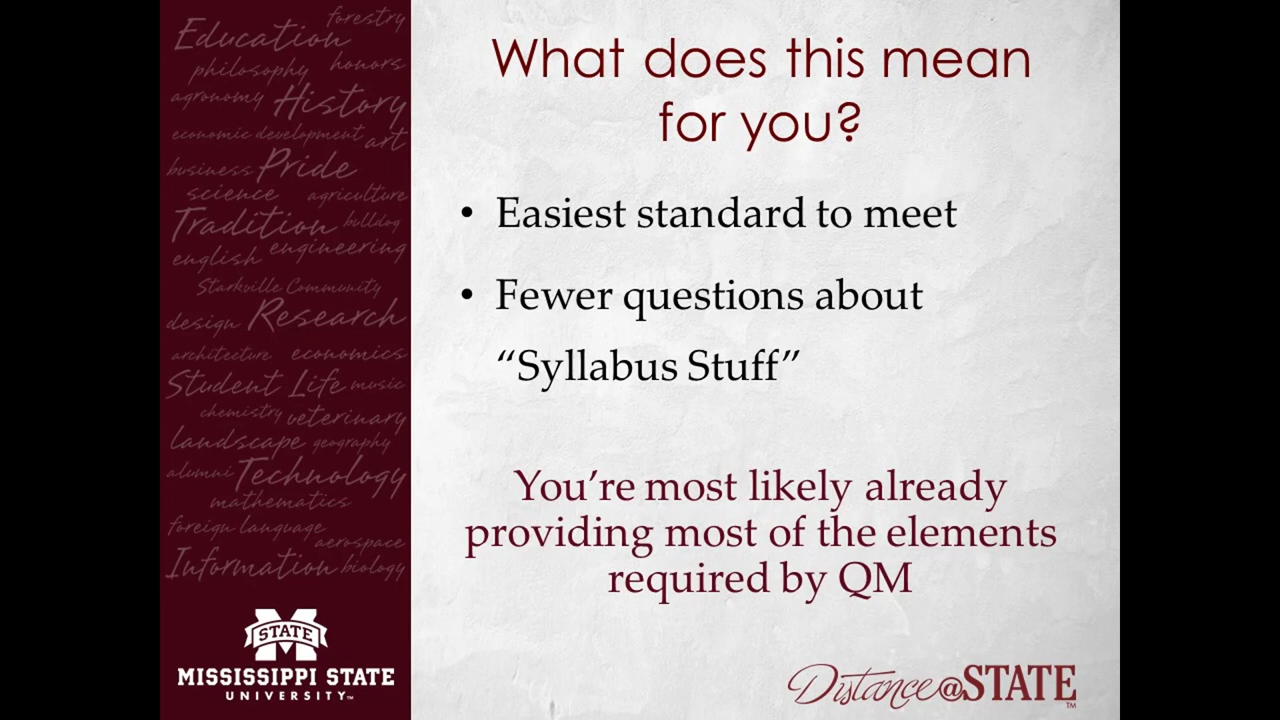 forestry
Education
philosophy honors
agronomy History
economic development art
business Pride
science agriculture
Tradition bulldog
english engineering
Starkville Community
design Research
architecture economics
Student Life music
chemistry veterinary
landscape geography
alumni Technology
mathematics
foreign language
aerospace
Information biology
STATE
MISSISSIPPI STATE
UNIVERSITY™
What does this mean
for you?
• Easiest standard to meet
• Fewer questions about
“Syllabus Stuff”
You’re most likely already
providing most of the elements
required by QM
Distance@STATE™